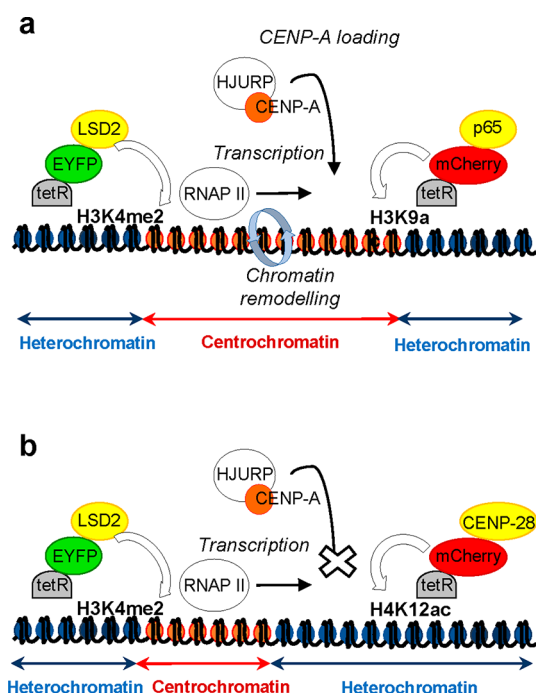 a
CENP-A loading
HJURP
CENP-A
LSD2
p65
EYFP
Transcription
mCherry
tetR
RNAP II
tetR
H3K4me2
H3K9a
Chromatin
remodelling
Heterochromatin
Centrochromatin
Heterochromatin
b
HJURP
CENP-A
LSD2
CENP-28
EYFP
Transcription
mCherry
tetR
RNAP II
tetR
H3K4me2
H4K12ac
Heterochromatin
Centrochromatin
Heterochromatin